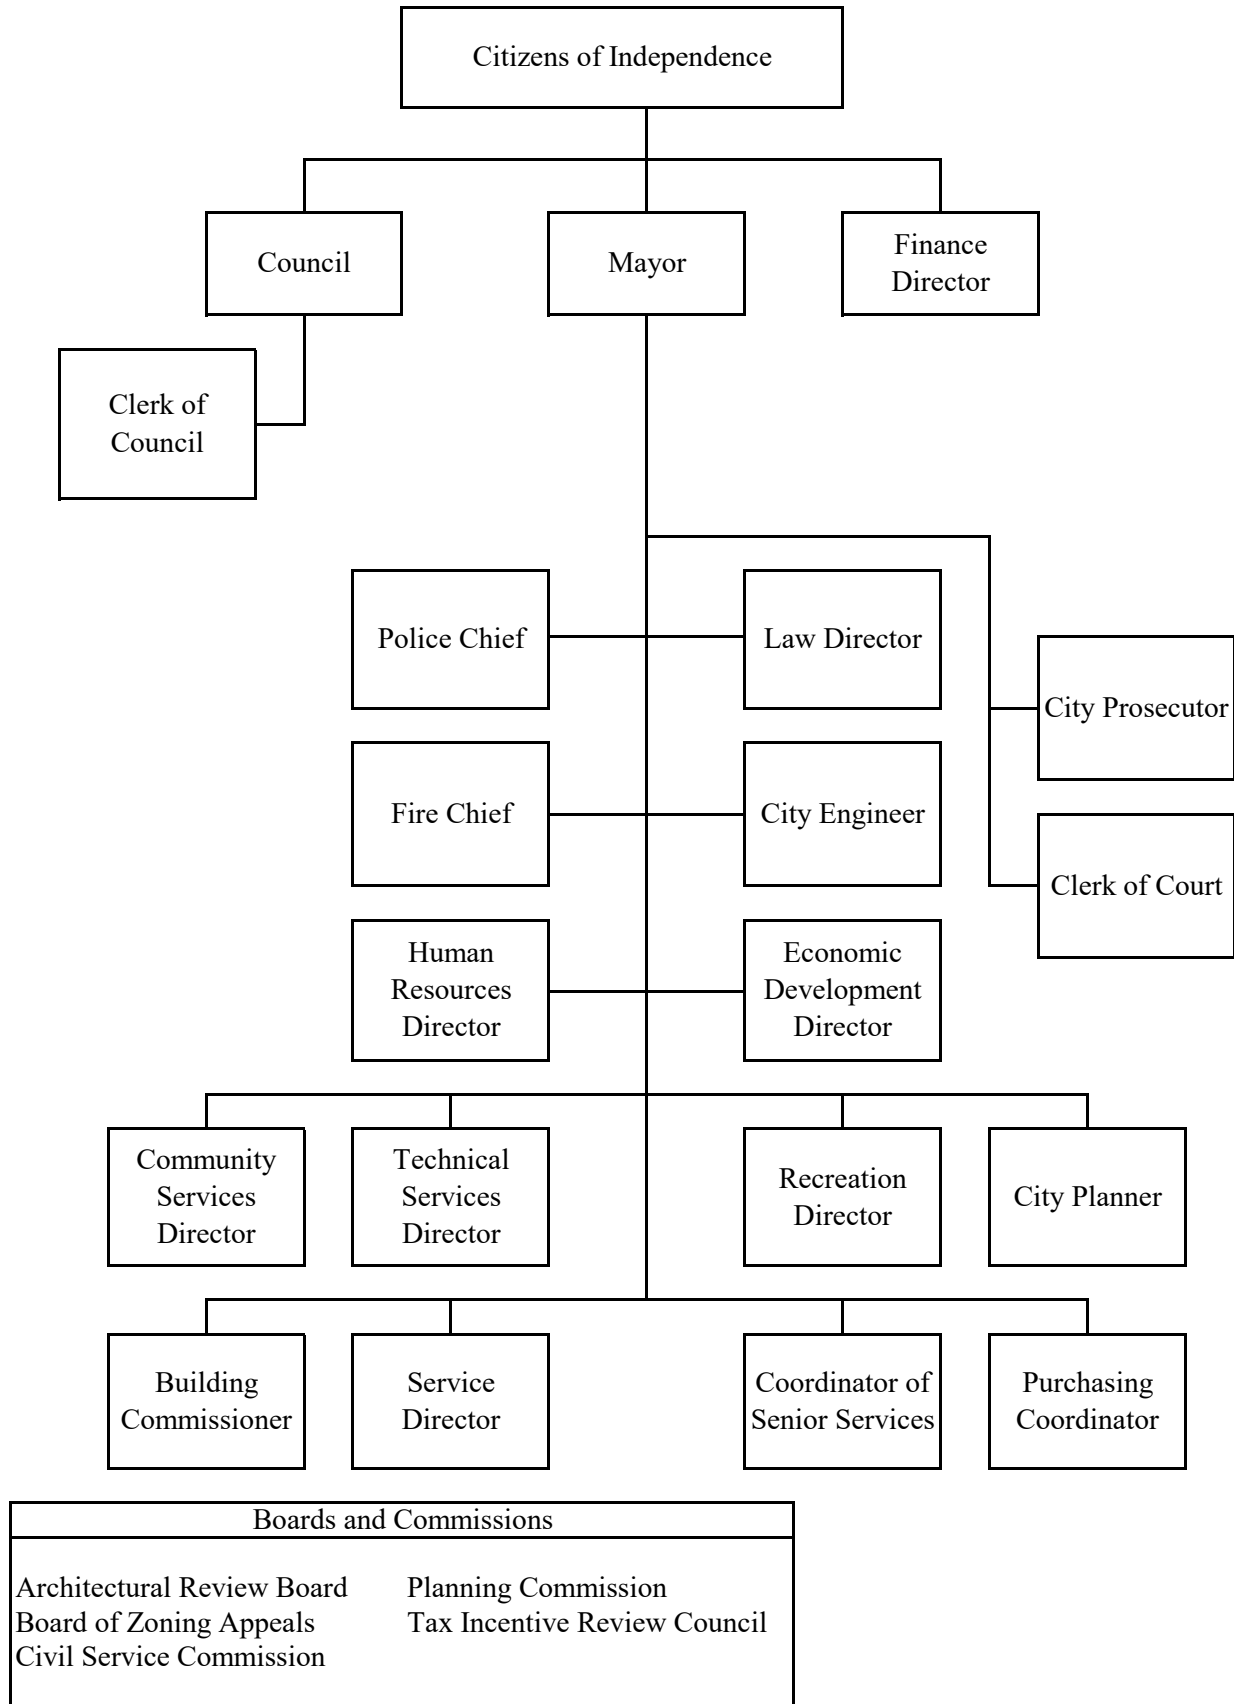 Citizens of Independence
Council
Mayor
Finance
Director
Clerk of
Council
Police Chief
Law Director
City Prosecutor
Fire Chief
City Engineer
Clerk of Court
Human
Resources
Director
Economic
Development
Director
Community
Services
Director
Technical
Services
Director
Recreation
Director
City Planner
Building
Commissioner
Service
Director
Coordinator of
Senior Services
Purchasing
Coordinator
Boards and Commissions
Architectural Review Board
Board of Zoning Appeals
Civil Service Commission
Planning Commission
Tax Incentive Review Council